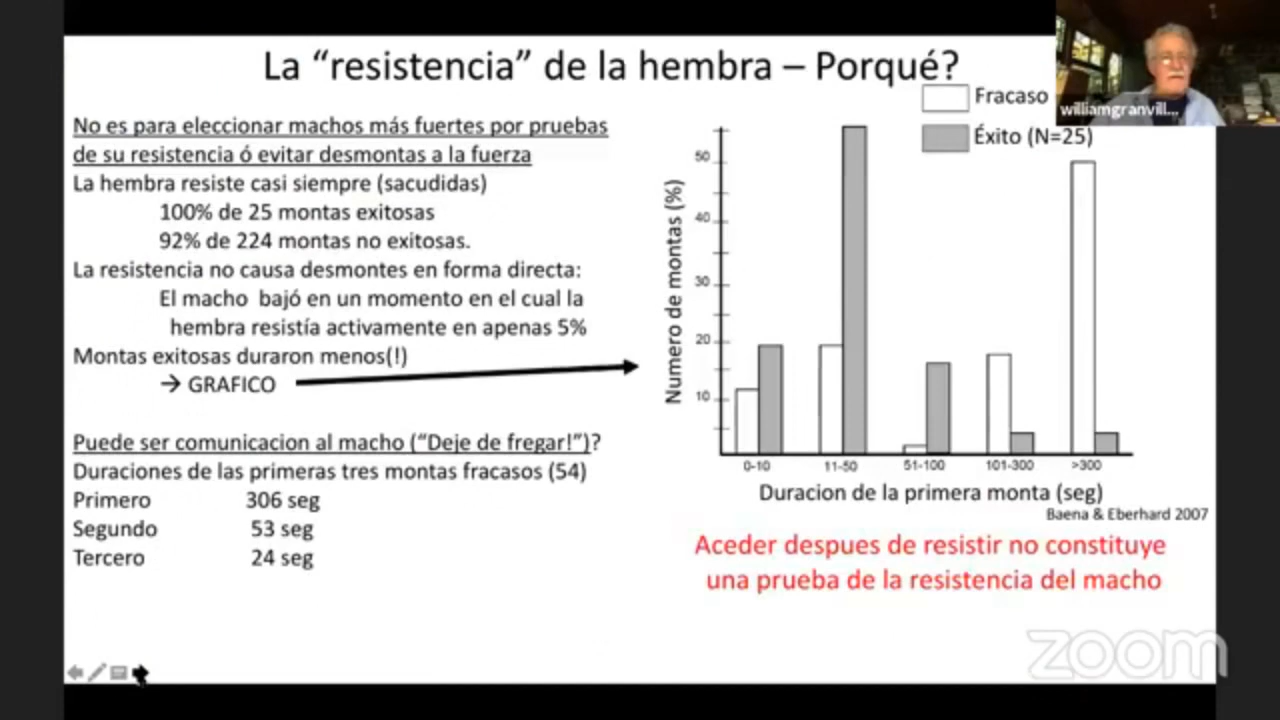 La “resistencia” de la hembra – Porqué?
No es para eleccionar machos más fuertes por pruebas
de su resistencia ó evitar desmontas a la fuerza
La hembra resiste casi siempre (sacudidas)
100% de 25 montas exitosas
92% de 224 montas no exitosas.
La resistencia no causa desmontes en forma directa:
El macho bajó en un momento en el cual la
hembra resistía activamente en apenas 5%
Montas exitosas duraron menos(!)
→ GRAFICO
Puede ser comunicacion al macho (“Deje de fregar!”)?
Duraciones de las primeras tres montas fracasos (54)
Primero 306 seg
Segundo 53 seg
Tercero 24 seg
Fracaso
Éxito (N=25)
williamgranvill...
Numero de montas (%)
50
40
30
20
10
0-10 11-50 51-100 101-300 >300
Duracion de la primera monta (seg)
Baena & Eberhard 2007
Aceder despues de resistir no constituye
una prueba de la resistencia del macho
zoom